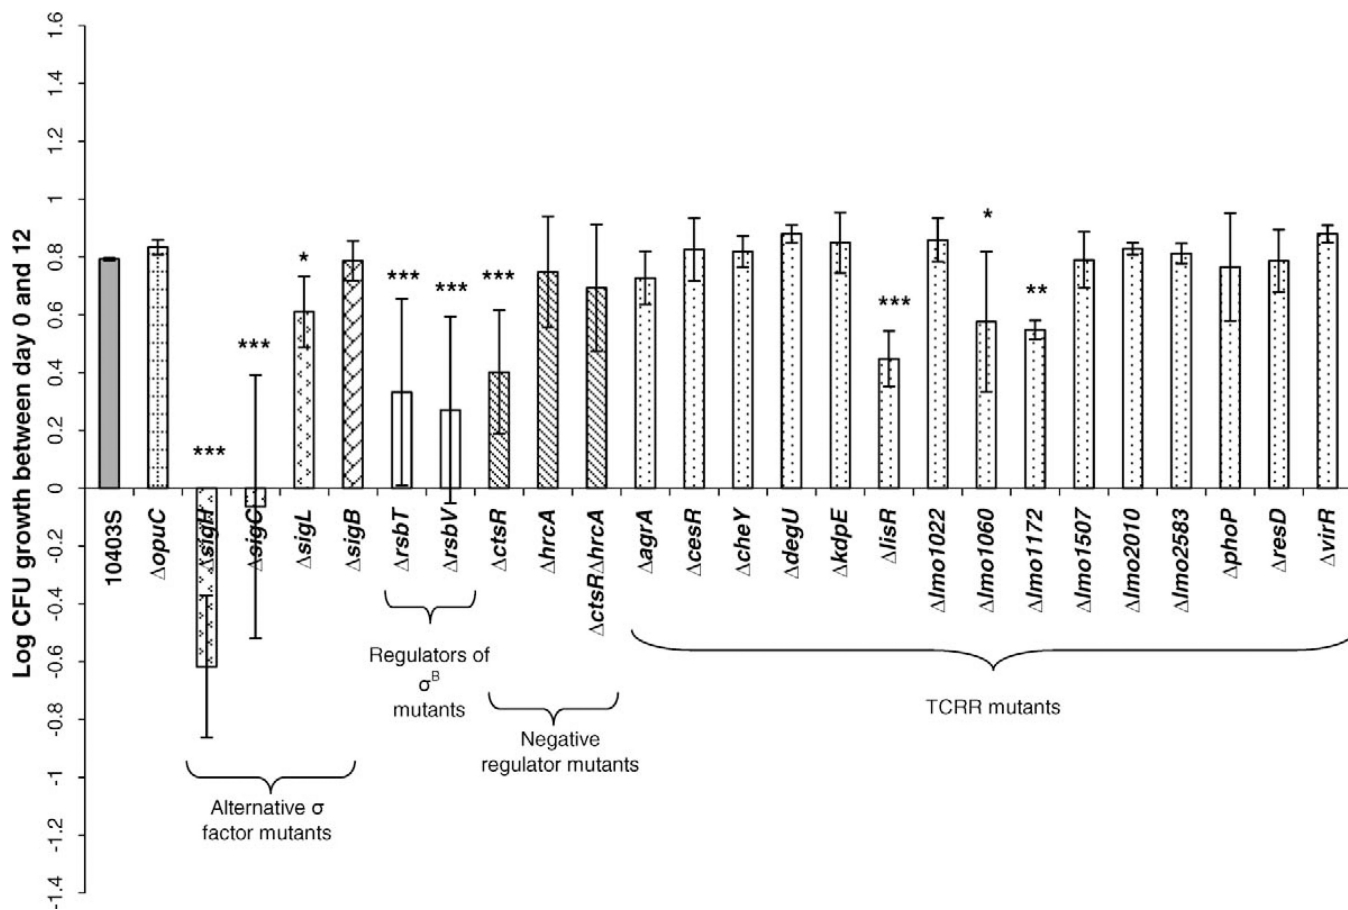 Log CFU growth between day 0 and 12
1.6
1.4
1.2
1
0.8
0.6
0.4
0.2
0
-0.2
-0.4
-0.6
-0.8
-1
-1.2
-1.4
***
***
*
***
***
***
***
*
**
10403S
ΔopuC
ΔsigH
ΔsigC
ΔsigL
ΔsigB
ΔrsbT
ΔrsbV
ΔctsR
ΔhrcA
ΔctsRΔhrcA
ΔagrA
ΔcesR
ΔcheY
ΔdegU
ΔkdpE
ΔlisR
Δlmo1022
Δlmo1060
Δlmo1172
Δlmo1507
Δlmo2010
Δlmo2583
ΔphoP
ΔresD
ΔvirR
Alternative σ
factor mutants
Regulators of
σB
mutants
Negative
regulator mutants
TCRR mutants